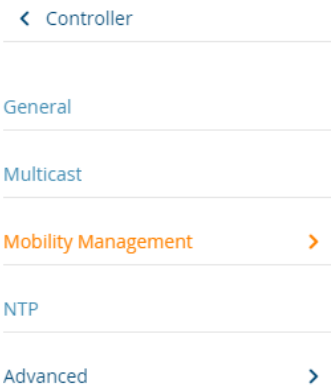 Controller
General
Multicast
Mobility Management
NTP
Advanced